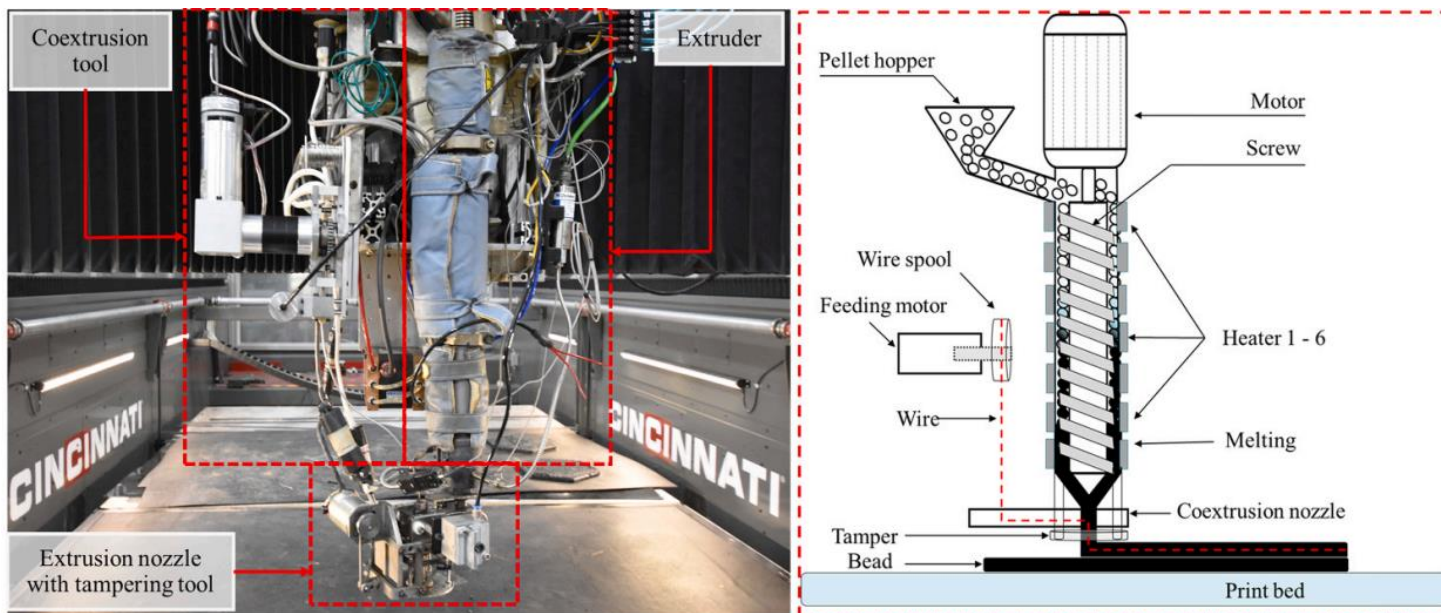 Coextrusion
tool
Extruder
CINCINNATI
CINCINNATI
Extrusion nozzle
with tampering tool
Pellet hopper
Motor
Screw
Wire spool
Feeding motor
Heater 1 - 6
Wire
Melting
Coextrusion nozzle
Tamper
Bead
Print bed